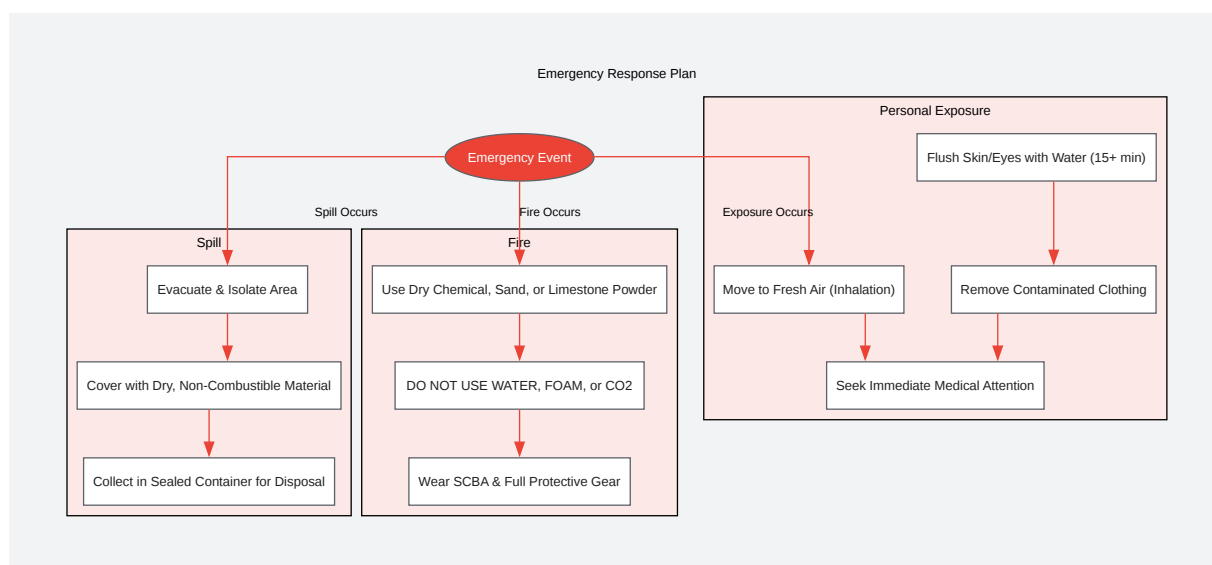 Emergency Response Plan
Personal Exposure
Emergency Event
Flush Skin/Eyes with Water (15+ min)
Spill Occurs
Fire Occurs
Exposure Occurs
Spill
Fire
Evacuate & Isolate Area
Use Dry Chemical, Sand, or Limestone Powder
Move to Fresh Air (Inhalation)
Remove Contaminated Clothing
Cover with Dry, Non-Combustible Material
DO NOT USE WATER, FOAM, or CO2
Seek Immediate Medical Attention
Collect in Sealed Container for Disposal
Wear SCBA & Full Protective Gear